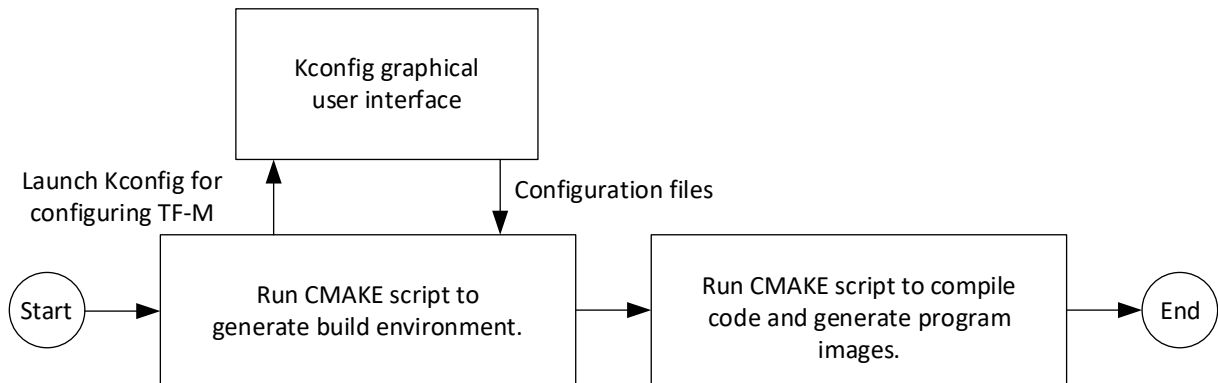 Kconfig graphical
user interface
Launch Kconfig for
configuring TF-M
Configuration files
Start
Run CMAKE script to
generate build environment.
Run CMAKE script to compile
code and generate program
images.
End